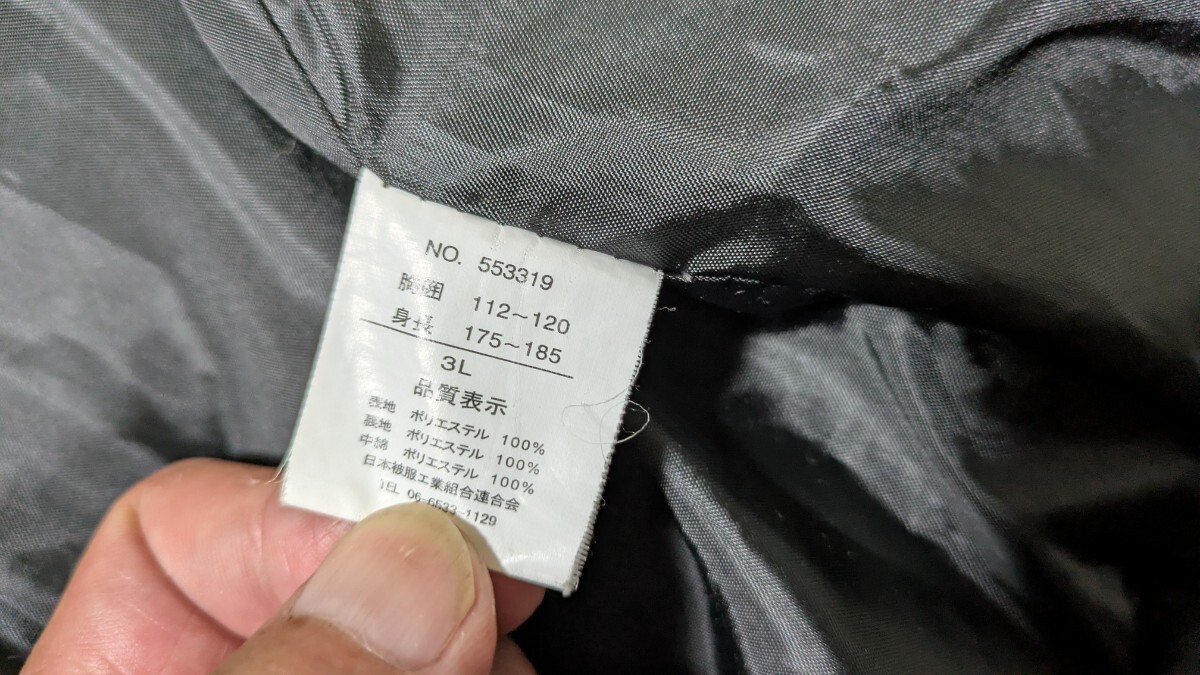 NO. 553319
胸囲 112~120
身長 175~185
3L
品質表示
表地 ポリエステル 100%
裏地 ポリエステル 100%
中綿 ポリエステル 100%
日本被服工業組合連合会
TEL 06-6533-1129